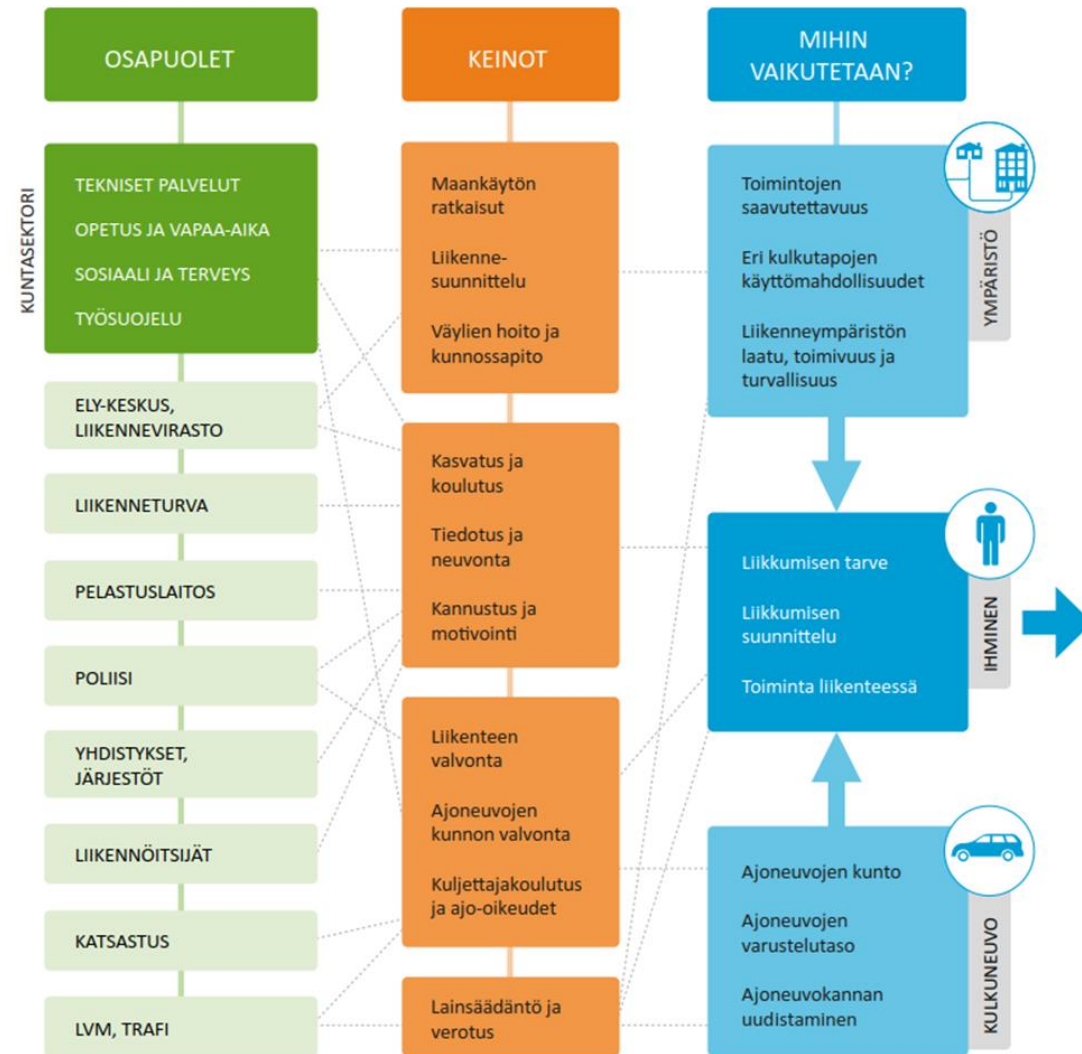 OSAPUOLET
KUNTASEKTORI
TEKNISET PALVELUT
OPETUS JA VAPAA-AIKA
SOSIAALI JA TERVEYS
TYÖSUOJELU
ELY-KESKUS,
LIIKENNEVIRASTO
LIIKENNETURVA
PELASTUSLAITOS
POLIISI
YHDISTYKSET,
JÄRJESTÖT
LIIKENNÖITSIJÄT
KATSASTUS
LVM, TRAFI
KEINOT
Maankäytön
ratkaisut
Liikenne-
suunnittelu
Väylien hoito ja
kunnossapito
Kasvatus ja
koulutus
Tiedotus ja
neuvonta
Kannustus ja
motivointi
Liikenteen
valvonta
Ajoneuvojen
kunnon valvonta
Kuljettajakoulutus
ja ajo-oikeudet
Lainsäädäntö ja
verotus
MIHIN
VAIKUTETAAN?
Toimintojen
saavutettavuus
Eri kulkutapojen
käyttömahdollisuudet
Liikenneympäristön
laatu, toimivuus ja
turvallisuus
YMPÄRISTÖ
Liikkumisen tarve
Liikkumisen
suunnittelu
Toiminta liikenteessä
IHMINEN
Ajoneuvojen kunto
Ajoneuvojen
varustelutaso
Ajoneuvokannan
uudistaminen
KULKUNEUVO